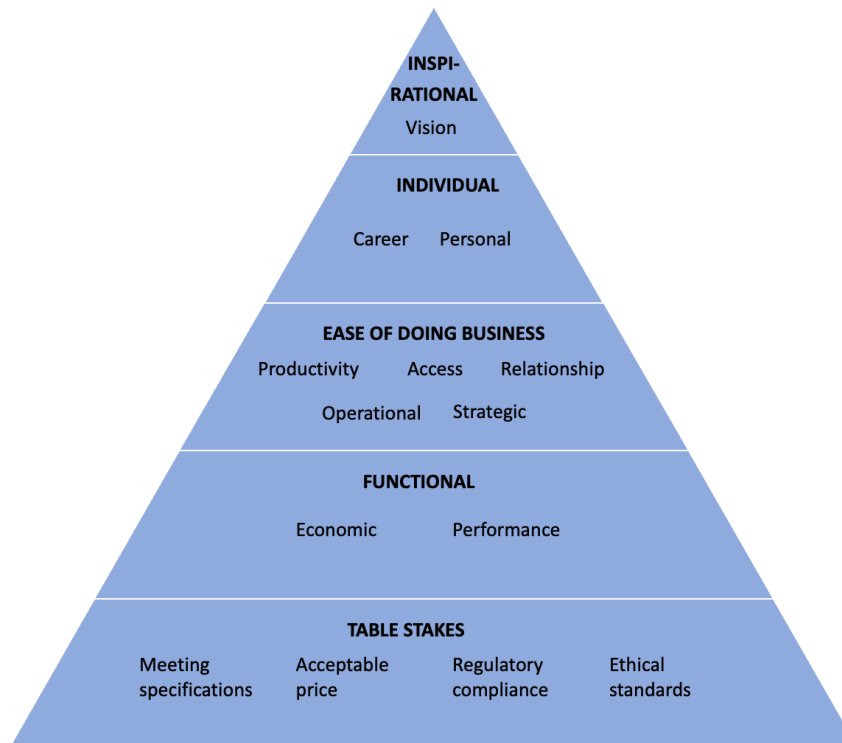 INSPI-
RATIONAL
Vision
INDIVIDUAL
Career Personal
EASE OF DOING BUSINESS
Productivity Access Relationship
Operational Strategic
FUNCTIONAL
Economic Performance
TABLE STAKES
Meeting Acceptable Regulatory Ethical
specifications price compliance standards